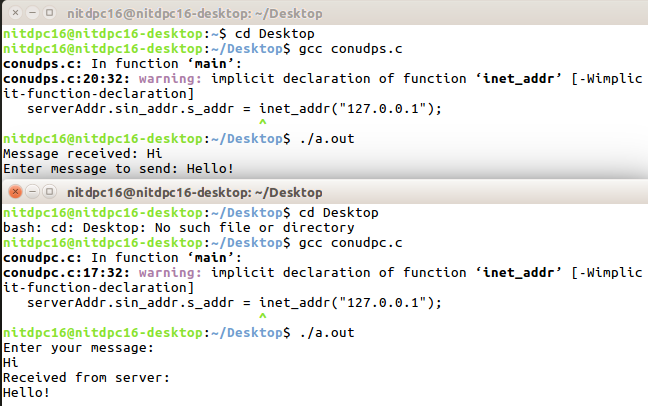 nitdpc16@nitdpc16-desktop: ~/Desktop
nitdpc16@nitdpc16-desktop:~$ cd Desktop
nitdpc16@nitdpc16-desktop:~/Desktop$ gcc conudps.c
conudps.c: In function ‘main’:
conudps.c:20:32: warning: implicit declaration of function ‘inet_addr’ [-Wimplic
it-function-declaration]
   serverAddr.sin_addr.s_addr = inet_addr("127.0.0.1");
                                ^
nitdpc16@nitdpc16-desktop:~/Desktop$ ./a.out
Message received: Hi
Enter message to send: Hello!
nitdpc16@nitdpc16-desktop: ~/Desktop
nitdpc16@nitdpc16-desktop:~/Desktop$ cd Desktop
bash: cd: Desktop: No such file or directory
nitdpc16@nitdpc16-desktop:~/Desktop$ gcc conudpc.c
conudpc.c: In function ‘main’:
conudpc.c:17:32: warning: implicit declaration of function ‘inet_addr’ [-Wimplic
it-function-declaration]
   serverAddr.sin_addr.s_addr = inet_addr("127.0.0.1");
                                ^
nitdpc16@nitdpc16-desktop:~/Desktop$ ./a.out
Enter your message:
Hi
Received from server:
Hello!